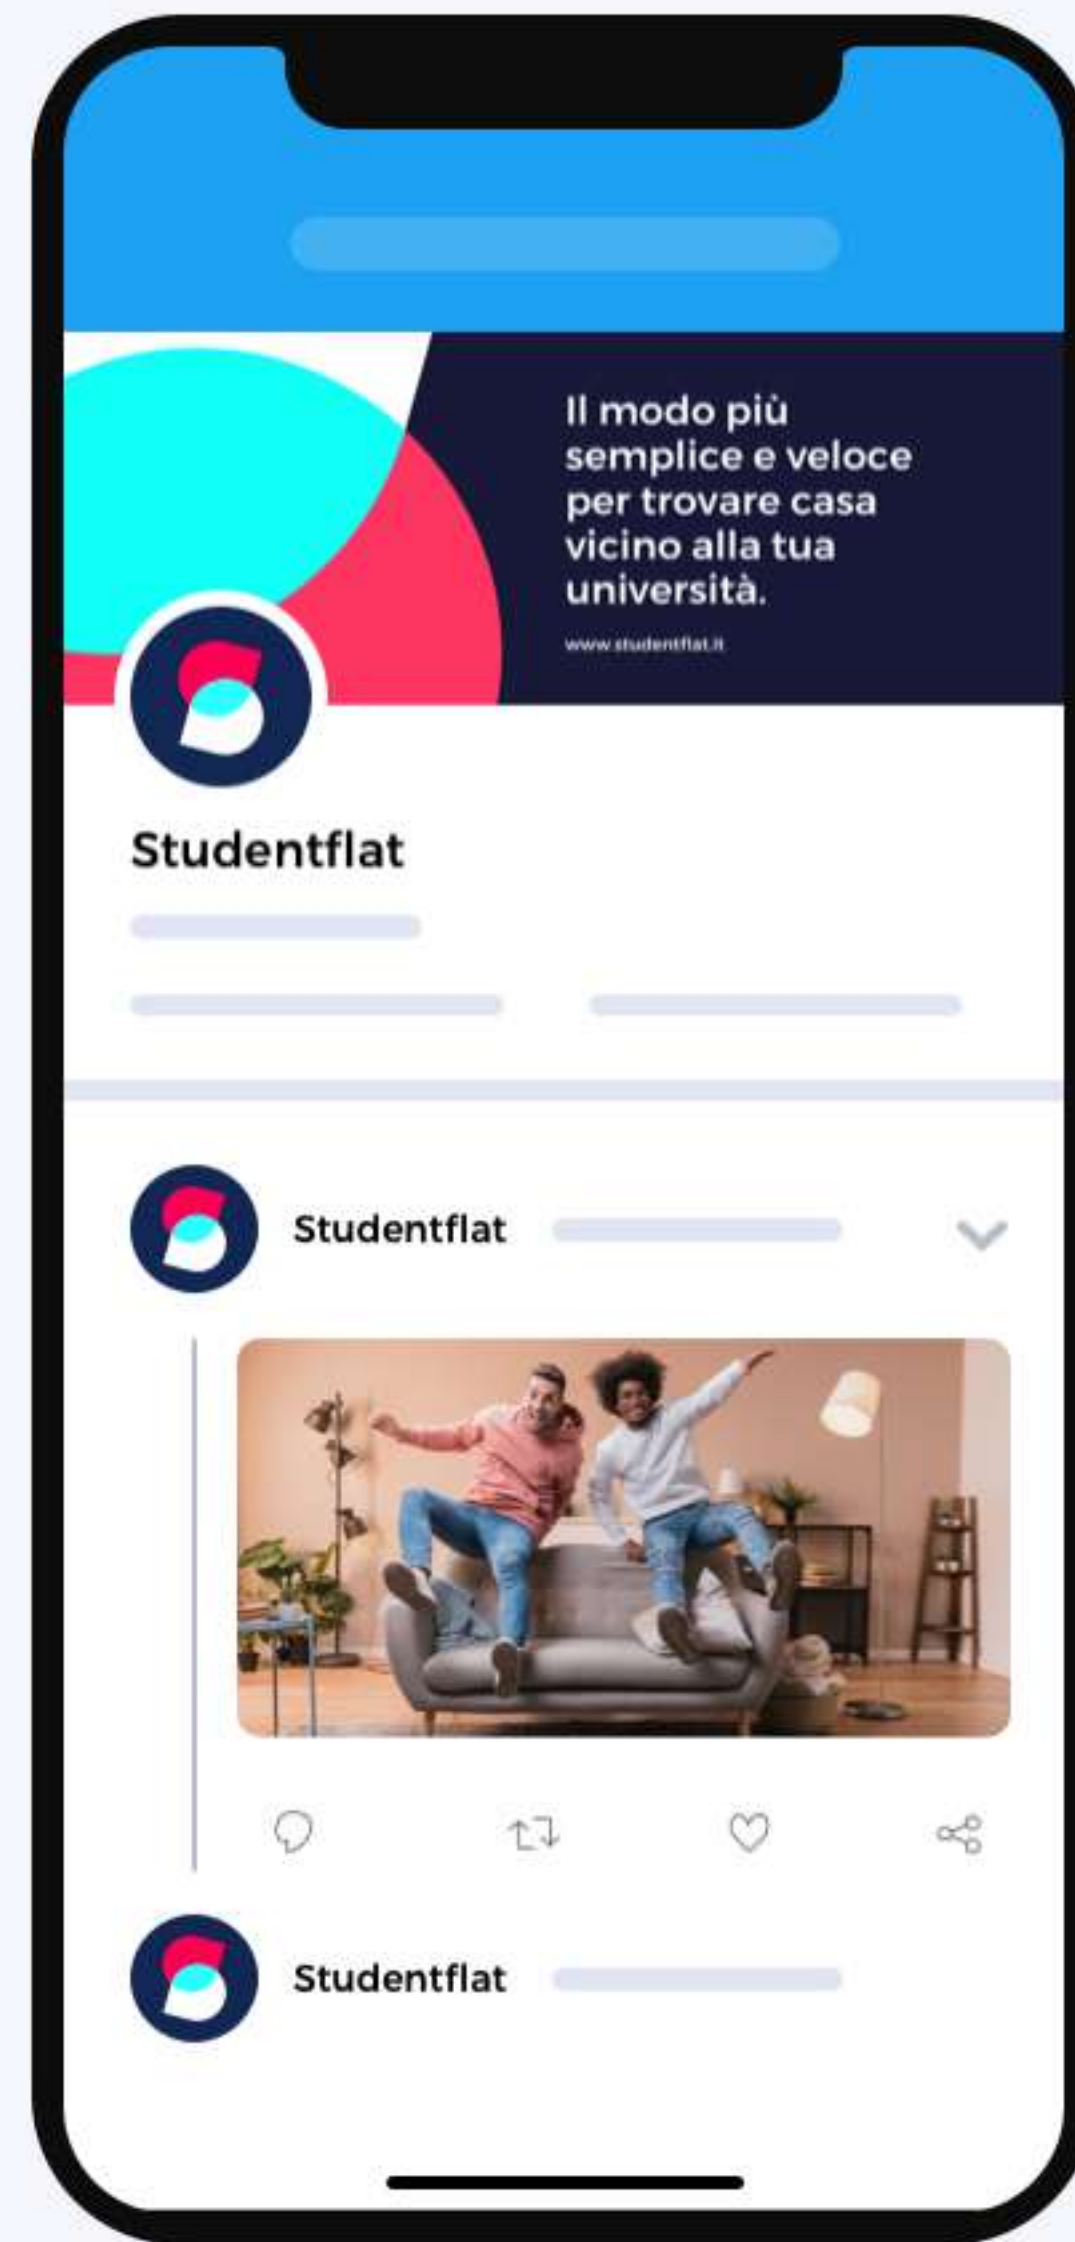 Il modo più
semplice e veloce
per trovare casa
vicino alla tua
università.
www.studentflat.it
Studentflat
Studentflat
Studentflat